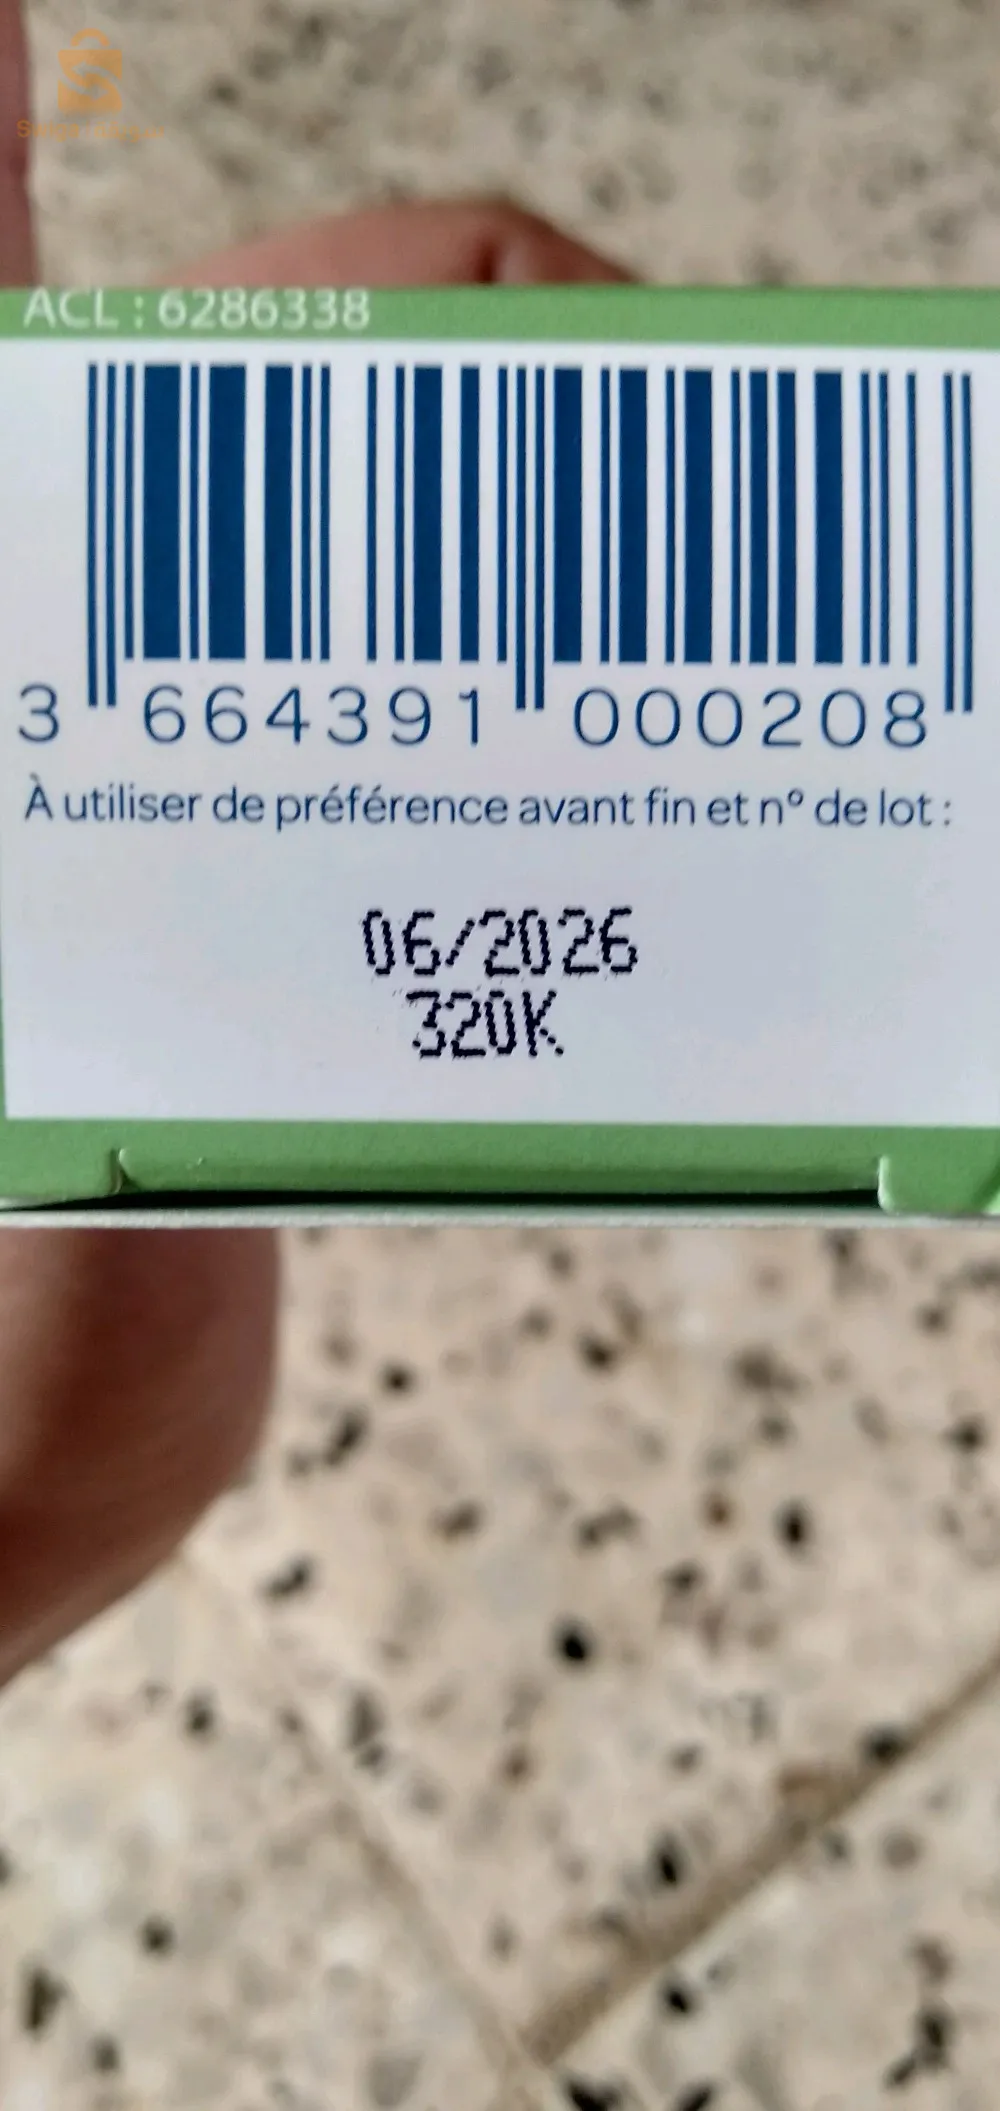 ACL : 6286338
3 664391 000208
À utiliser de préférence avant fin et n° de lot :
06/2026
320K